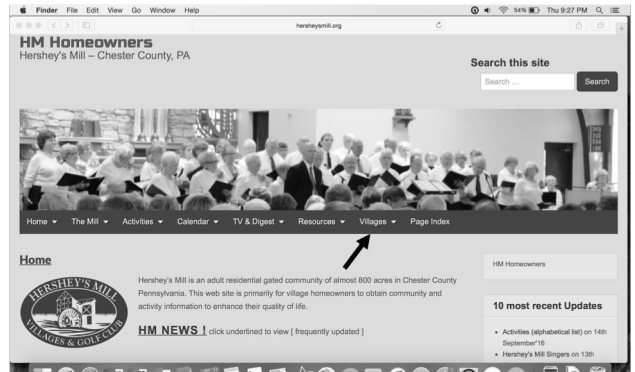 Finder File Edit View Go Window Help 54% Thu 9:27 PM
hersheysmill.org
HM Homeowners
Hershey's Mill – Chester County, PA
Search this site
Search ... Search
Home The Mill Activities Calendar TV & Digest Resources Villages Page Index
Home
HERSHEY'S MILL
VILLAGES & GOLF CLUB
Hershey's Mill is an adult residential gated community of almost 800 acres in Chester County
Pennsylvania. This web site is primarily for village homeowners to obtain community and
activity information to enhance their quality of life.
HM NEWS ! click underlined to view [ frequently updated ]
HM Homeowners
10 most recent Updates
Activities (alphabetical list) on 14th
September'16
Hershey's Mill Singers on 13th